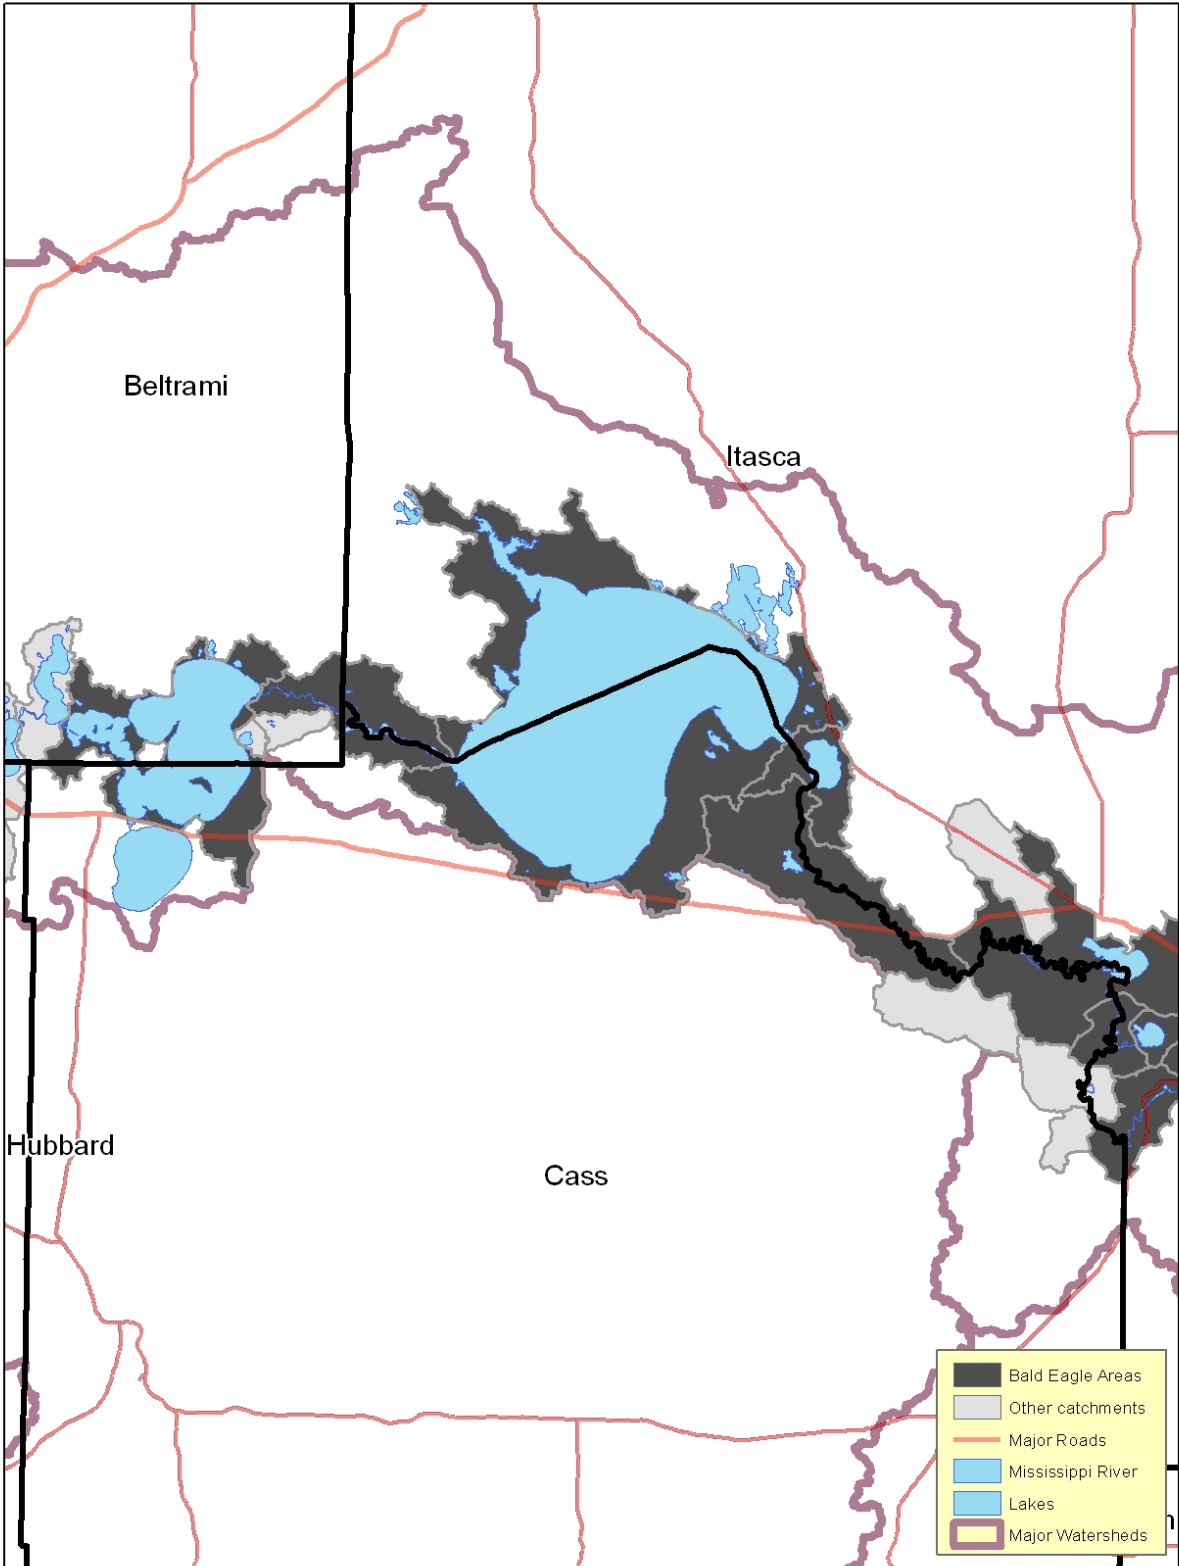 Beltrami
Itasca
Hubbard
Cass
Bald Eagle Areas
Other catchments
Major Roads
Mississippi River
Lakes
Major Watersheds